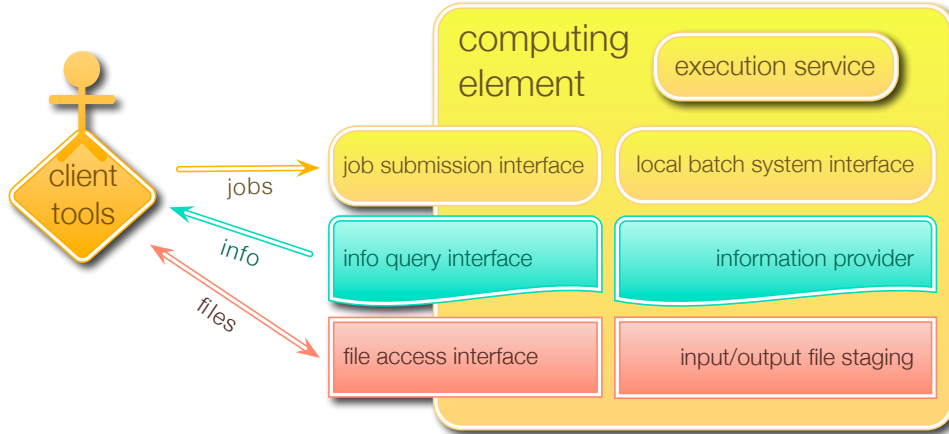 computing
element
execution service
client
tools
jobs
job submission interface
local batch system interface
info
info query interface
information provider
files
file access interface
input/output file staging